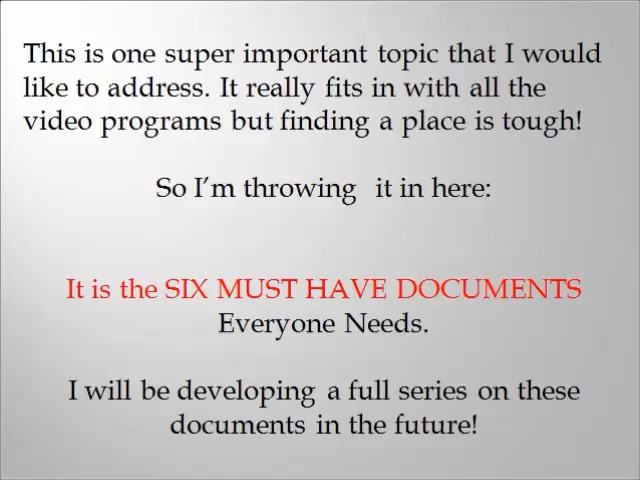 This is one super important topic that I would
like to address. It really fits in with all the
video programs but finding a place is tough!
So I'm throwing it in here:
It is the SIX MUST HAVE DOCUMENTS
Everyone Needs.
I will be developing a full series on these
documents in the future!